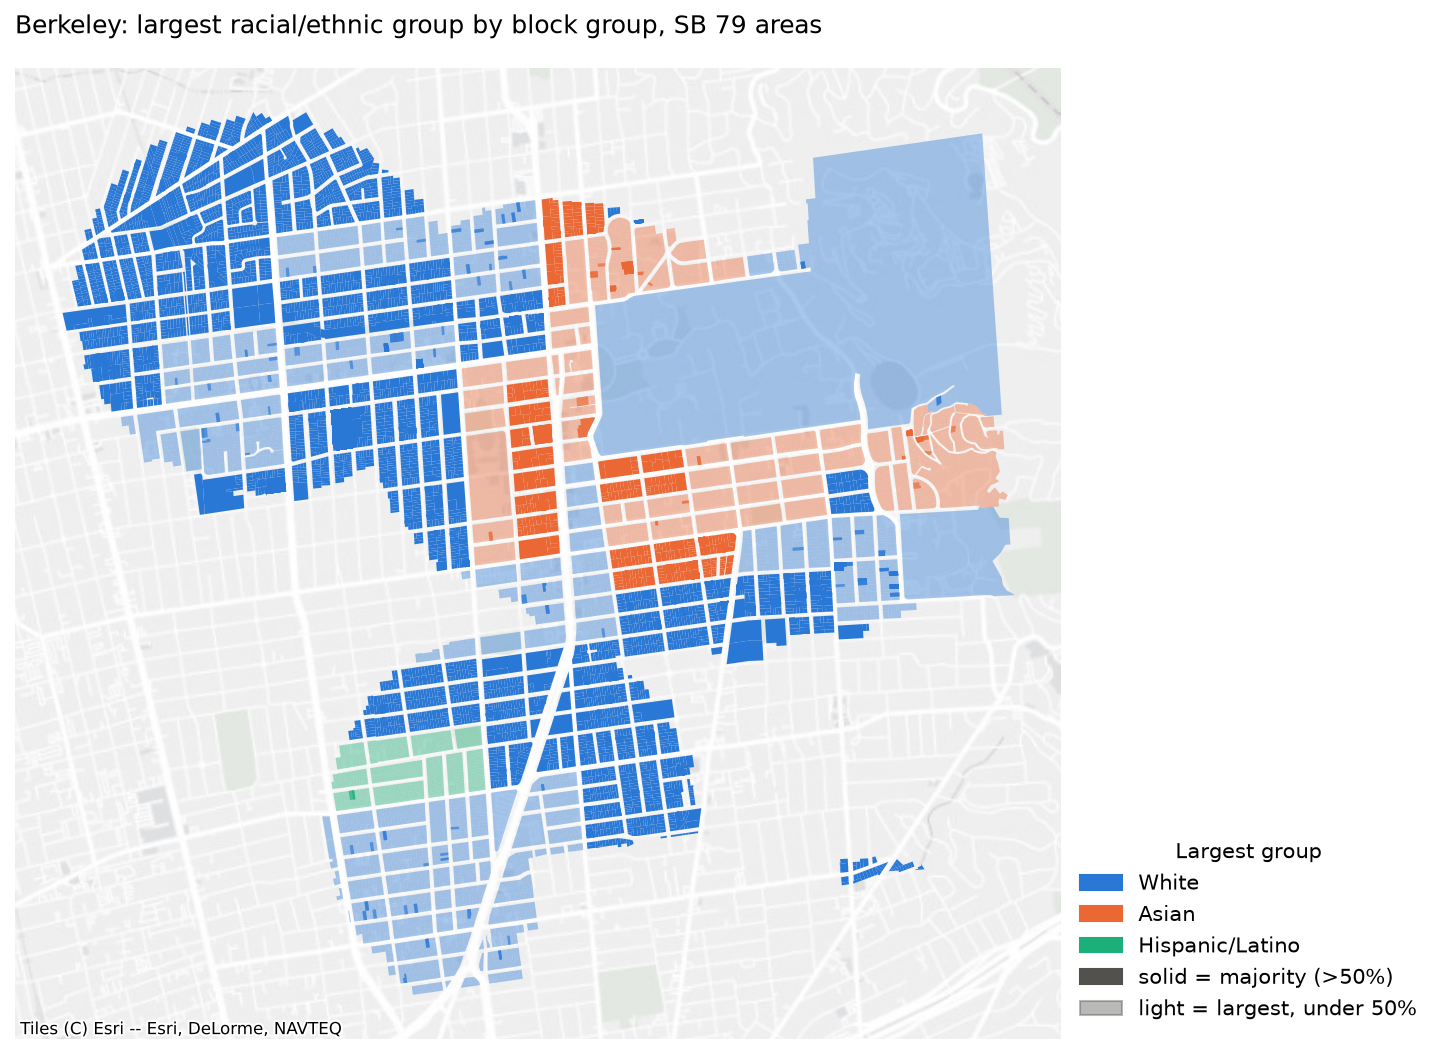 Berkeley: largest racial/ethnic group by block group, SB 79 areas
Largest group
White
Asian
Hispanic/Latino
solid = majority (>50%)
light = largest, under 50%
Tiles (C) Esri -- Esri, DeLorme, NAVTEQ